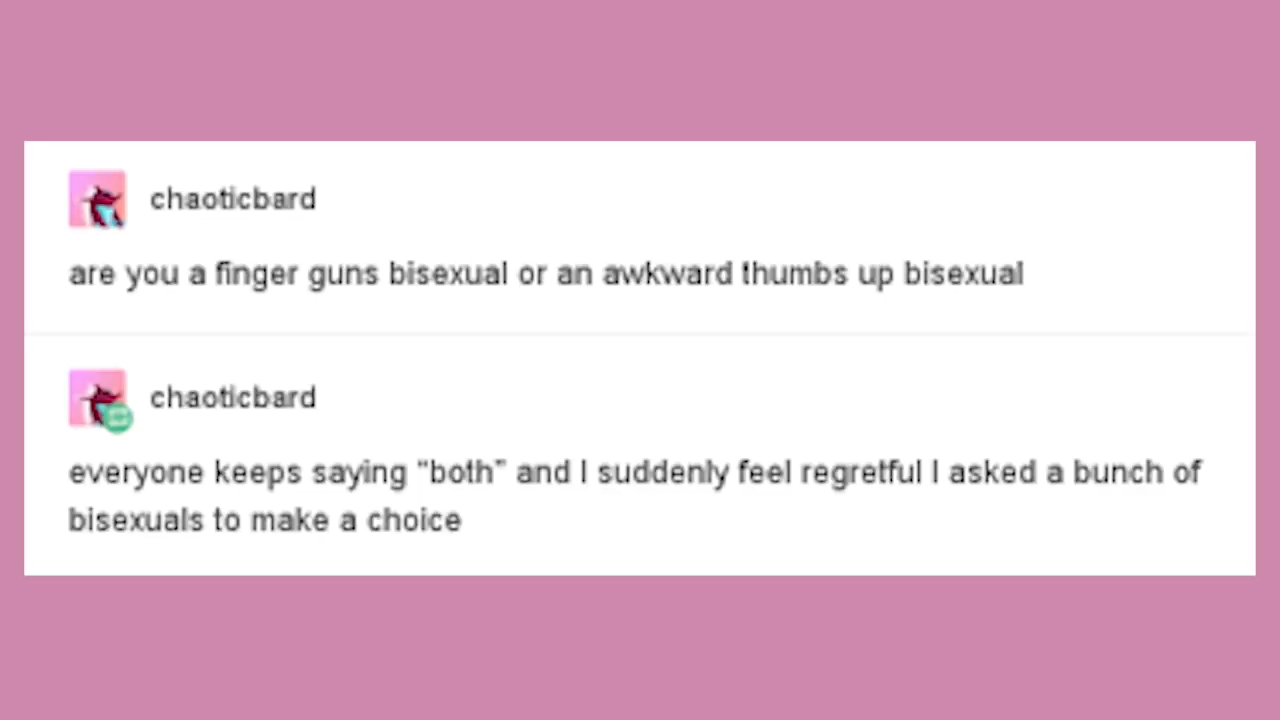 chaoticbard
are you a finger guns bisexual or an awkward thumbs up bisexual
chaoticbard
everyone keeps saying "both" and I suddenly feel regretful I asked a bunch of
bisexuals to make a choice